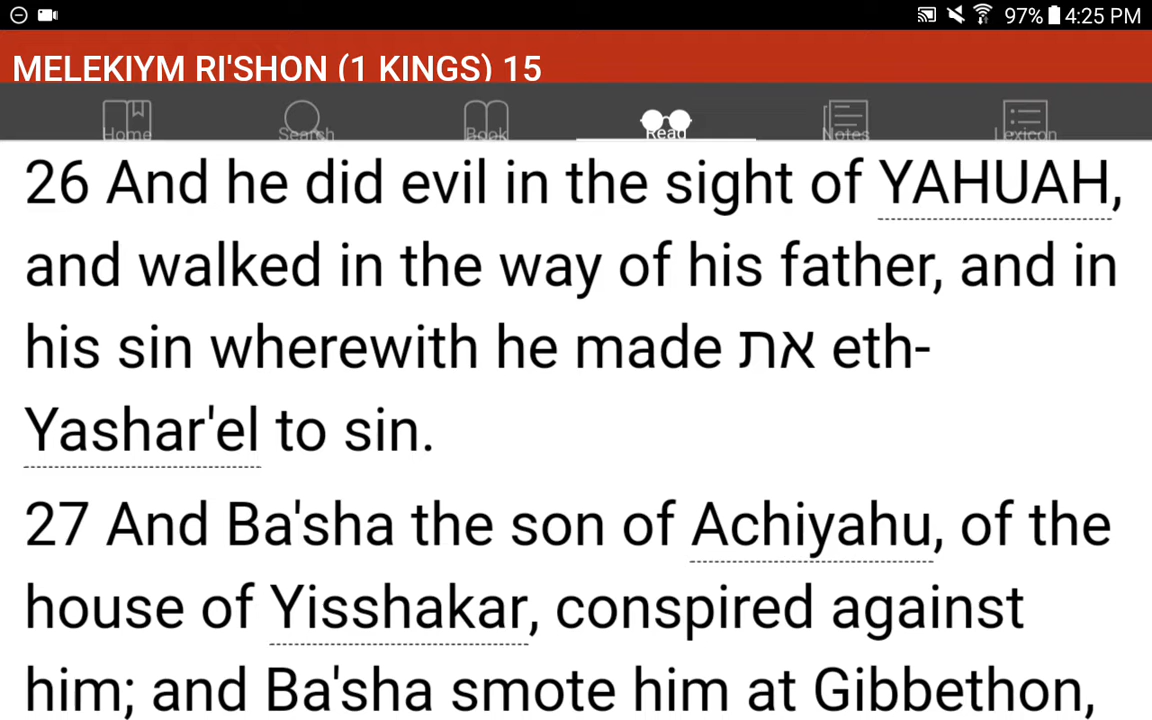 97% 4:25 PM
MELEKIYM RI'SHON (1 KINGS) 15
Home Search Book Read Notes Lexicon
26 And he did evil in the sight of YAHUAH,
and walked in the way of his father, and in
his sin wherewith he made את eth-
Yashar'el to sin.
27 And Ba'sha the son of Achiyahu, of the
house of Yisshakar, conspired against
him; and Ba'sha smote him at Gibbethon,